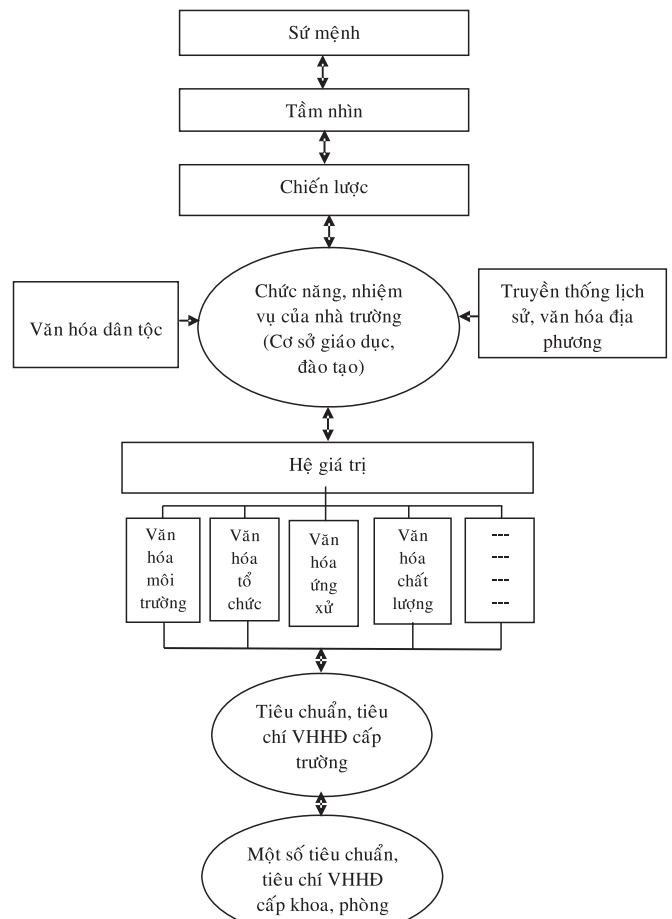 Sứ mệnh
Tầm nhìn
Chiến lược
Chức năng, nhiệm
vụ của nhà trường
(Cơ sở giáo dục,
đào tạo)
Văn hóa dân tộc
Truyền thống lịch
sử, văn hóa địa
phương
Hệ giá trị
Văn
hóa
môi
trường
Văn
hóa
tổ
chức
Văn
hóa
ứng
xử
Văn
hóa
chất
lượng
---
---
---
---
Tiêu chuẩn, tiêu
chí VHHĐ cấp
trường
Một số tiêu chuẩn,
tiêu chí VHHĐ
cấp khoa, phòng